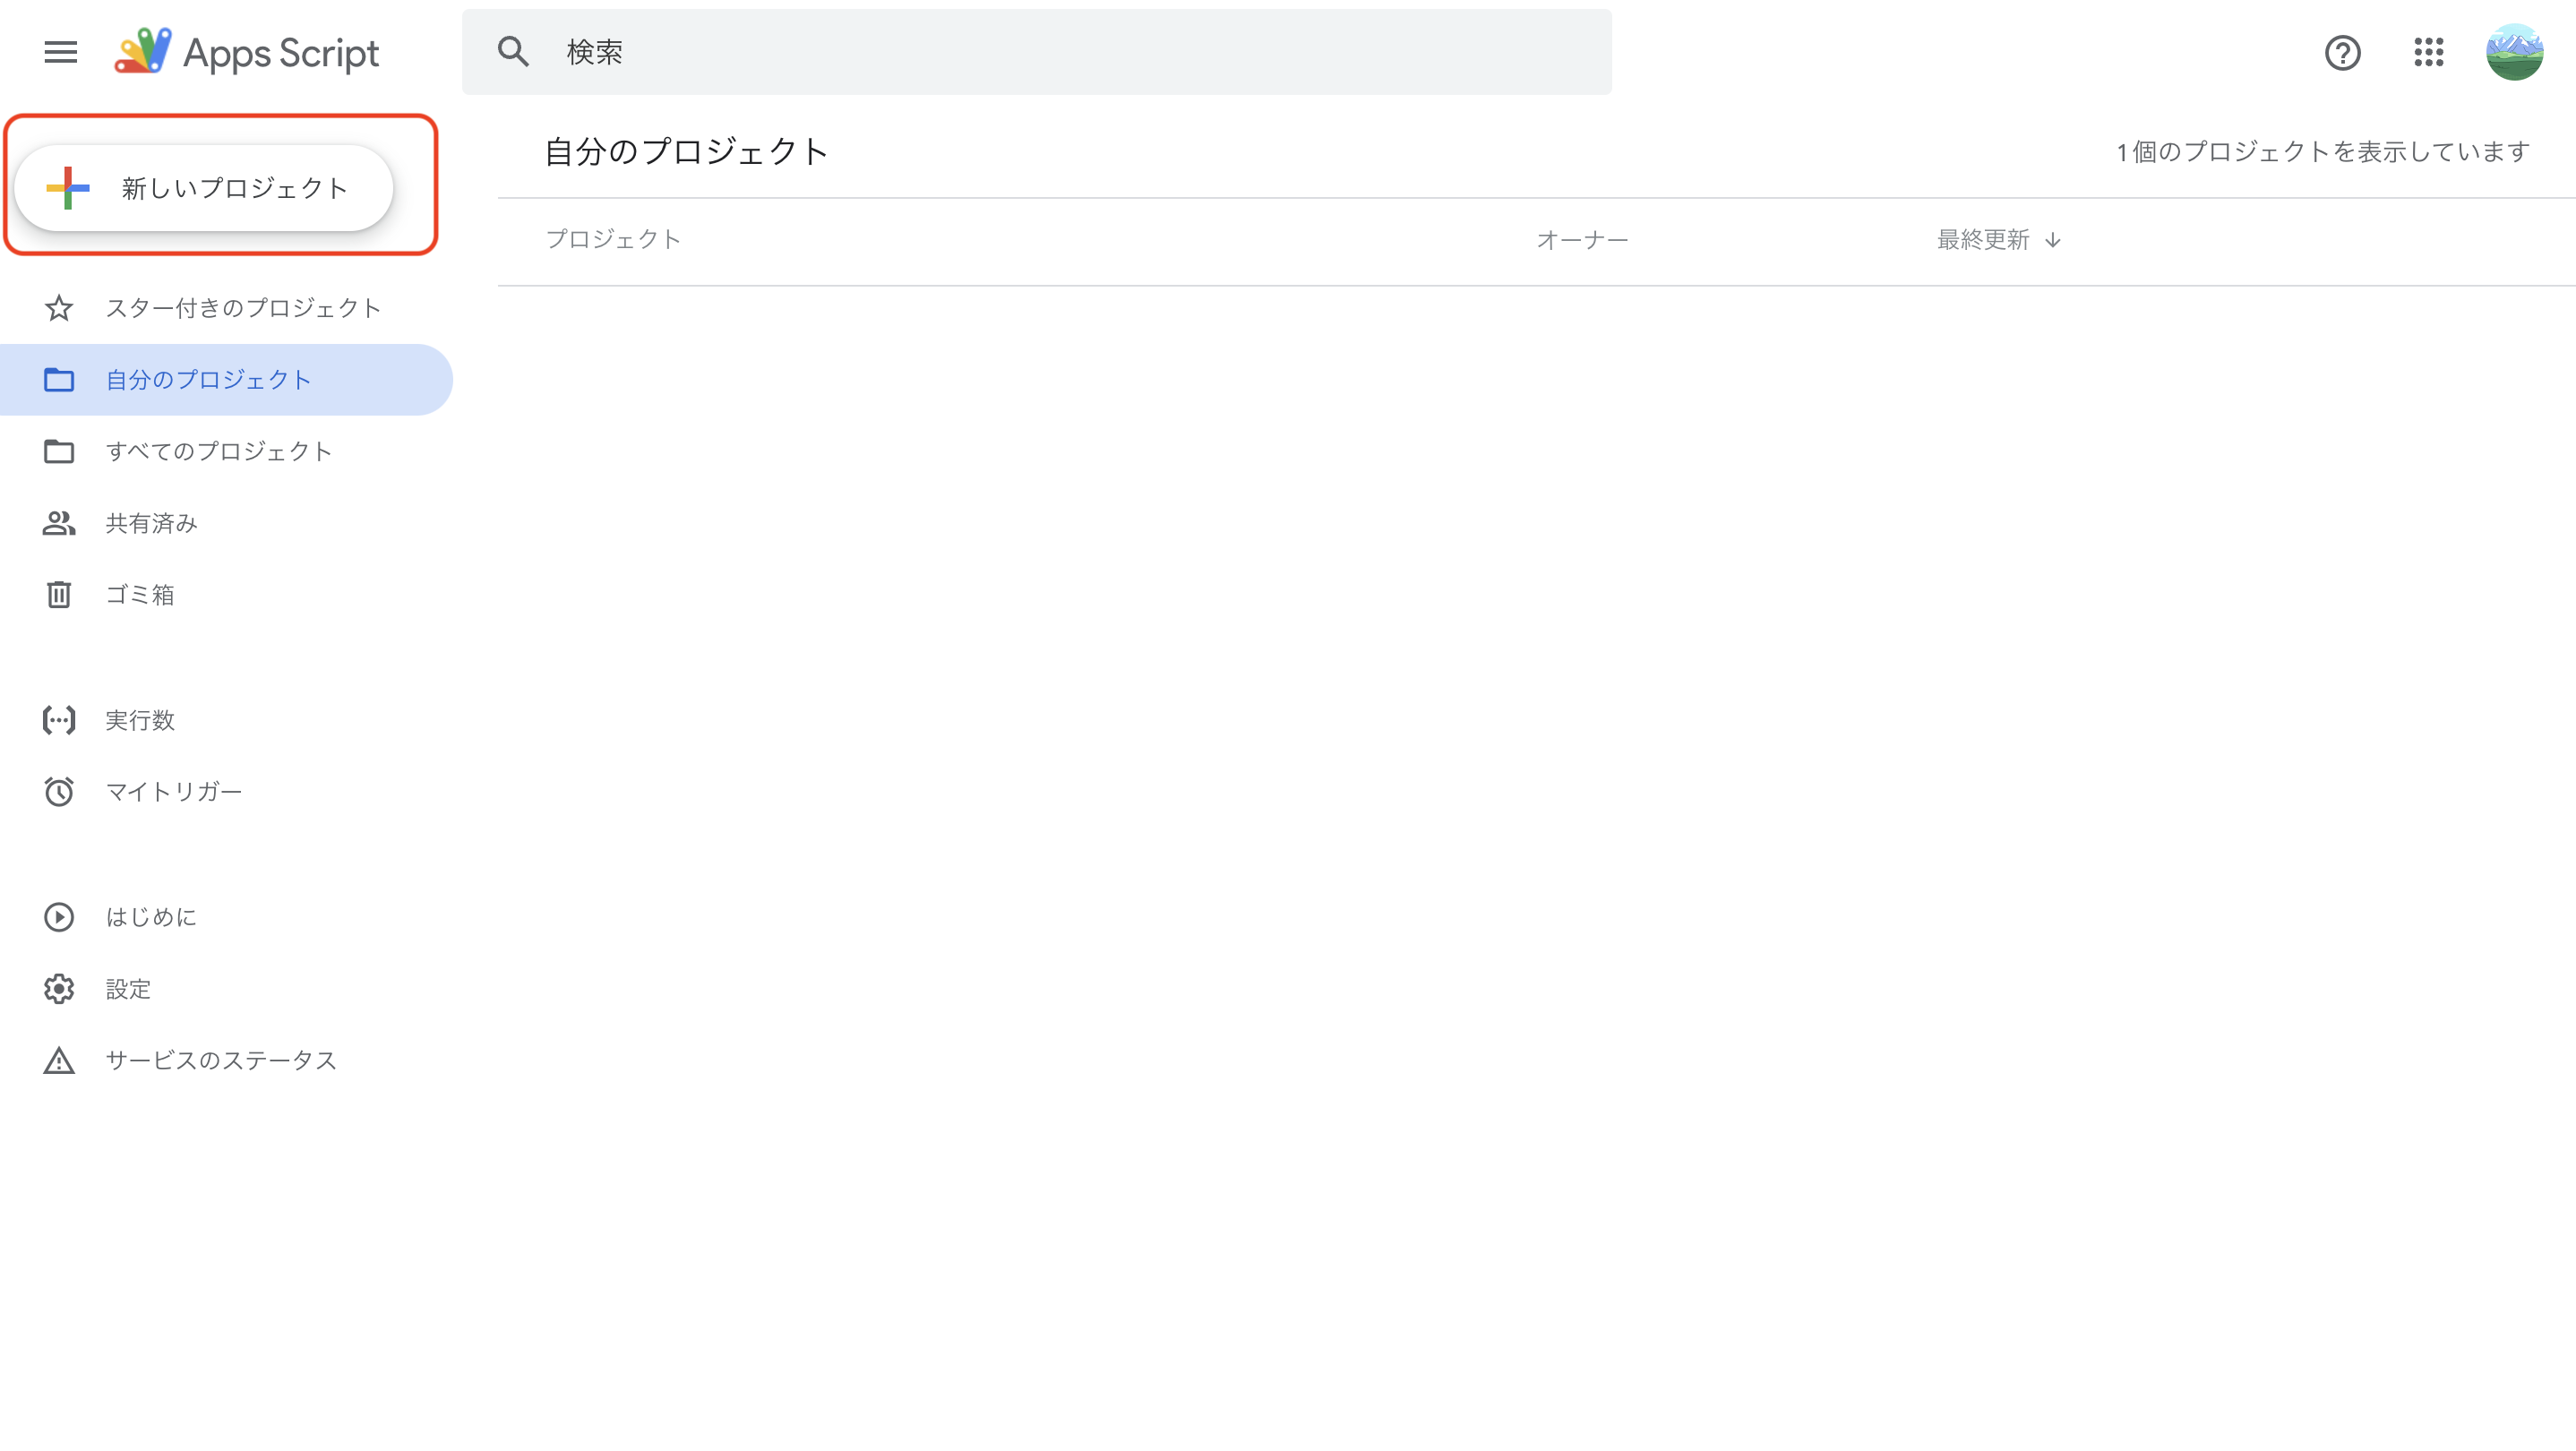 Apps Script
検索
新しいプロジェクト
自分のプロジェクト
1個のプロジェクトを表示しています
プロジェクト
オーナー
最終更新
スター付きのプロジェクト
自分のプロジェクト
すべてのプロジェクト
共有済み
ゴミ箱
実行数
マイトリガー
はじめに
設定
サービスのステータス